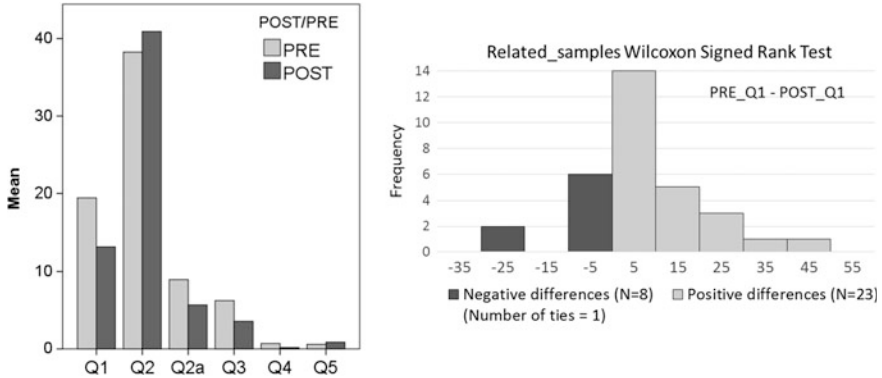 POST/PRE
PRE
POST
Mean
40
30
20
10
0
Q1 Q2 Q2a Q3 Q4 Q5
Related_samples Wilcoxon Signed Rank Test
PRE_Q1 - POST_Q1
Frequency
14
12
10
8
6
4
2
0
-35 -25 -15 -5 5 15 25 35 45 55
Negative differences (N=8) Positive differences (N=23)
(Number of ties = 1)